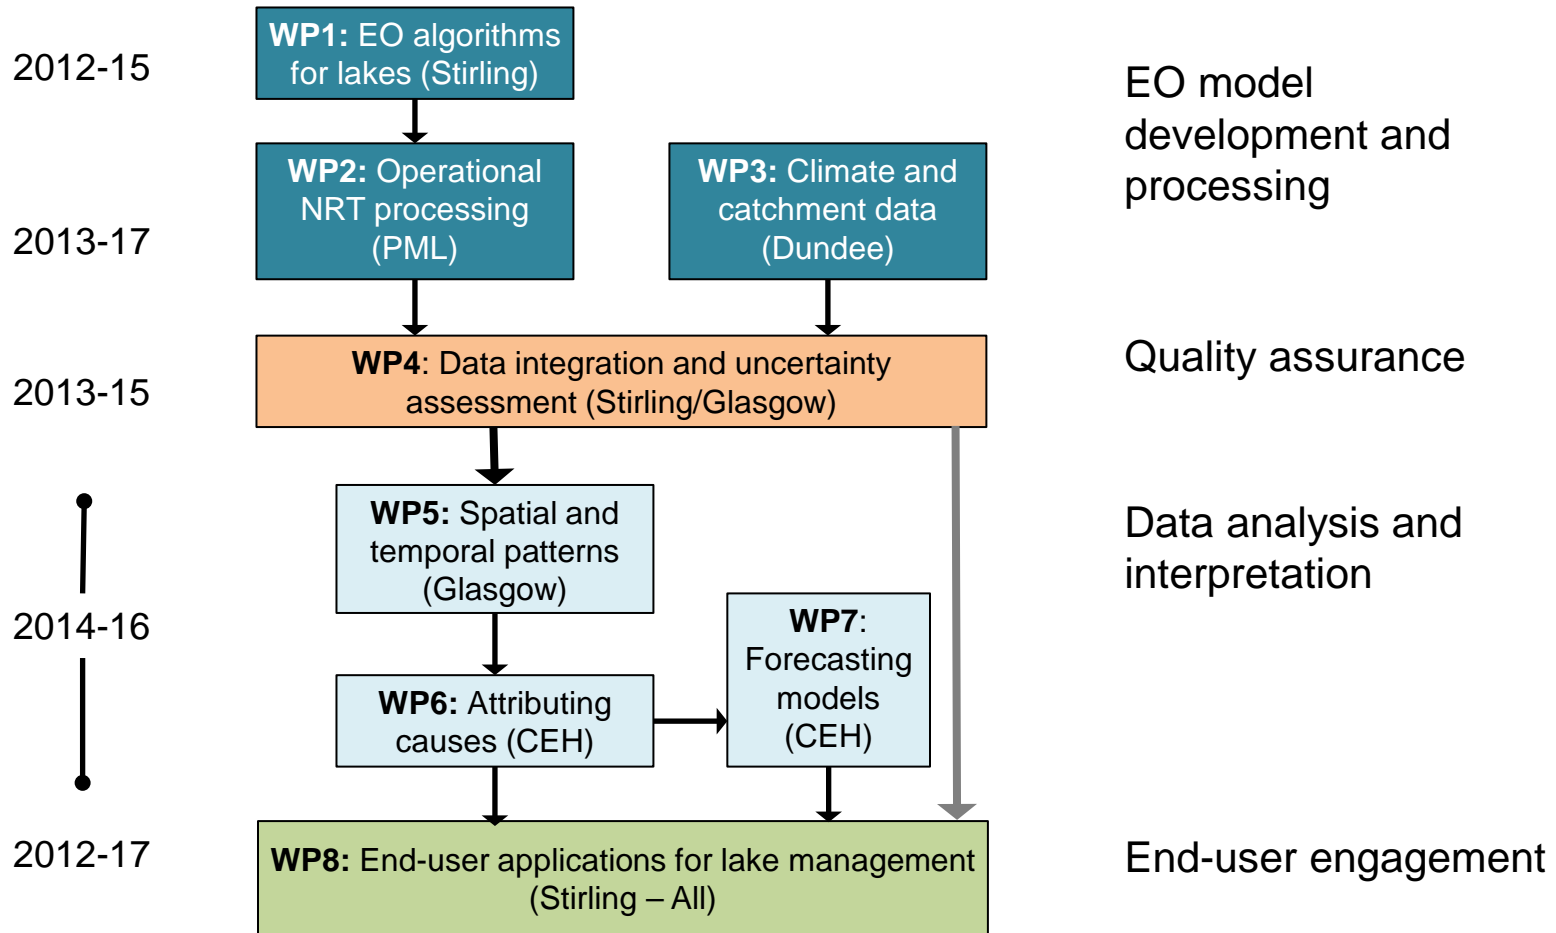 2012-15
WP1: EO algorithms
for lakes (Stirling)
EO model
development and
processing
2013-17
WP2: Operational
NRT processing
(PML)
WP3: Climate and
catchment data
(Dundee)
2013-15
WP4: Data integration and uncertainty
assessment (Stirling/Glasgow)
Quality assurance
2014-16
WP5: Spatial and
temporal patterns
(Glasgow)
Data analysis and
interpretation
WP6: Attributing
causes (CEH)
WP7:
Forecasting
models
(CEH)
2012-17
WP8: End-user applications for lake management
(Stirling – All)
End-user engagement